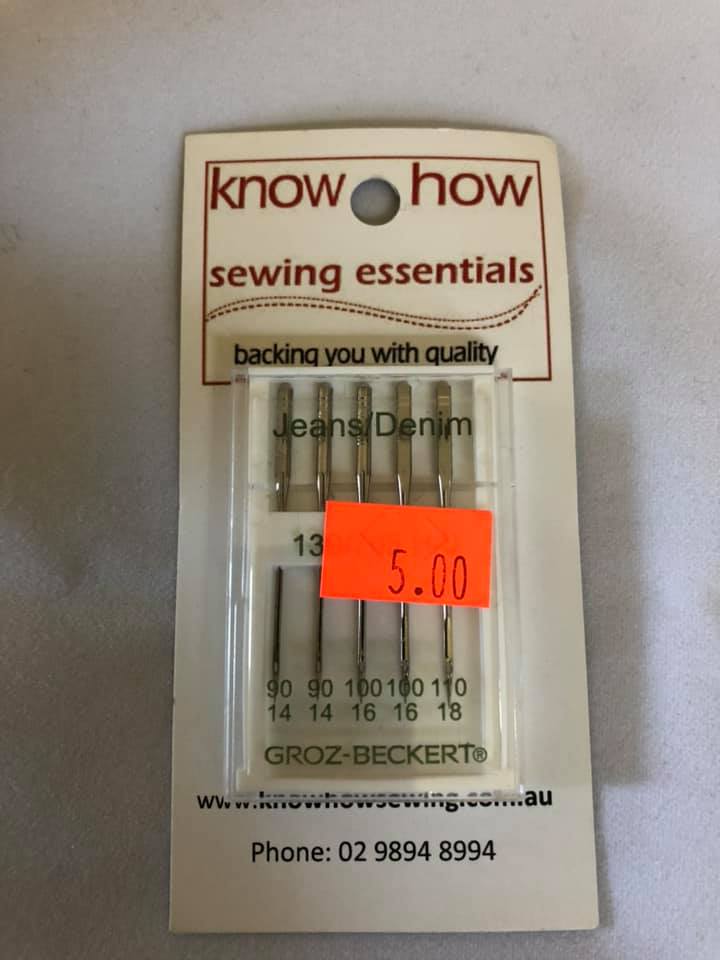 know how
sewing essentials
backing you with quality
Jeans/Denim
13
5.00
90 90 100 100 110
14 14 16 16 18
GROZ-BECKERT®
www.knowhowsewing.com.au
Phone: 02 9894 8994